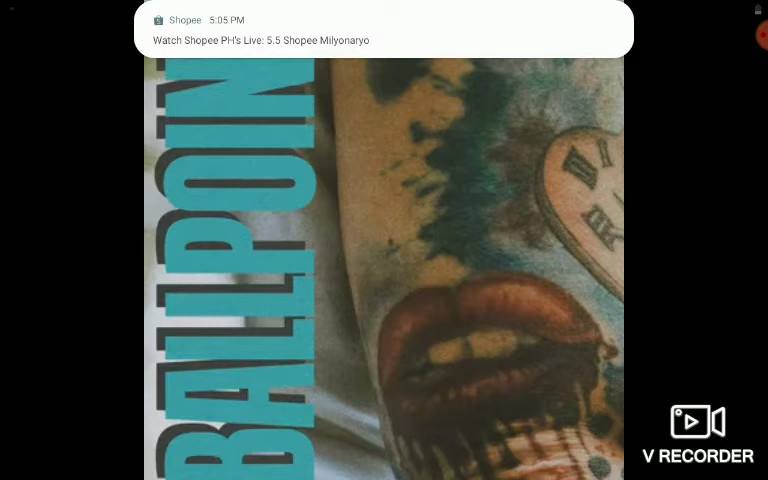 Shopee 5:05 PM
Watch Shopee PH's Live: 5.5 Shopee Milyonaryo
BALLPOIN
V RECORDER